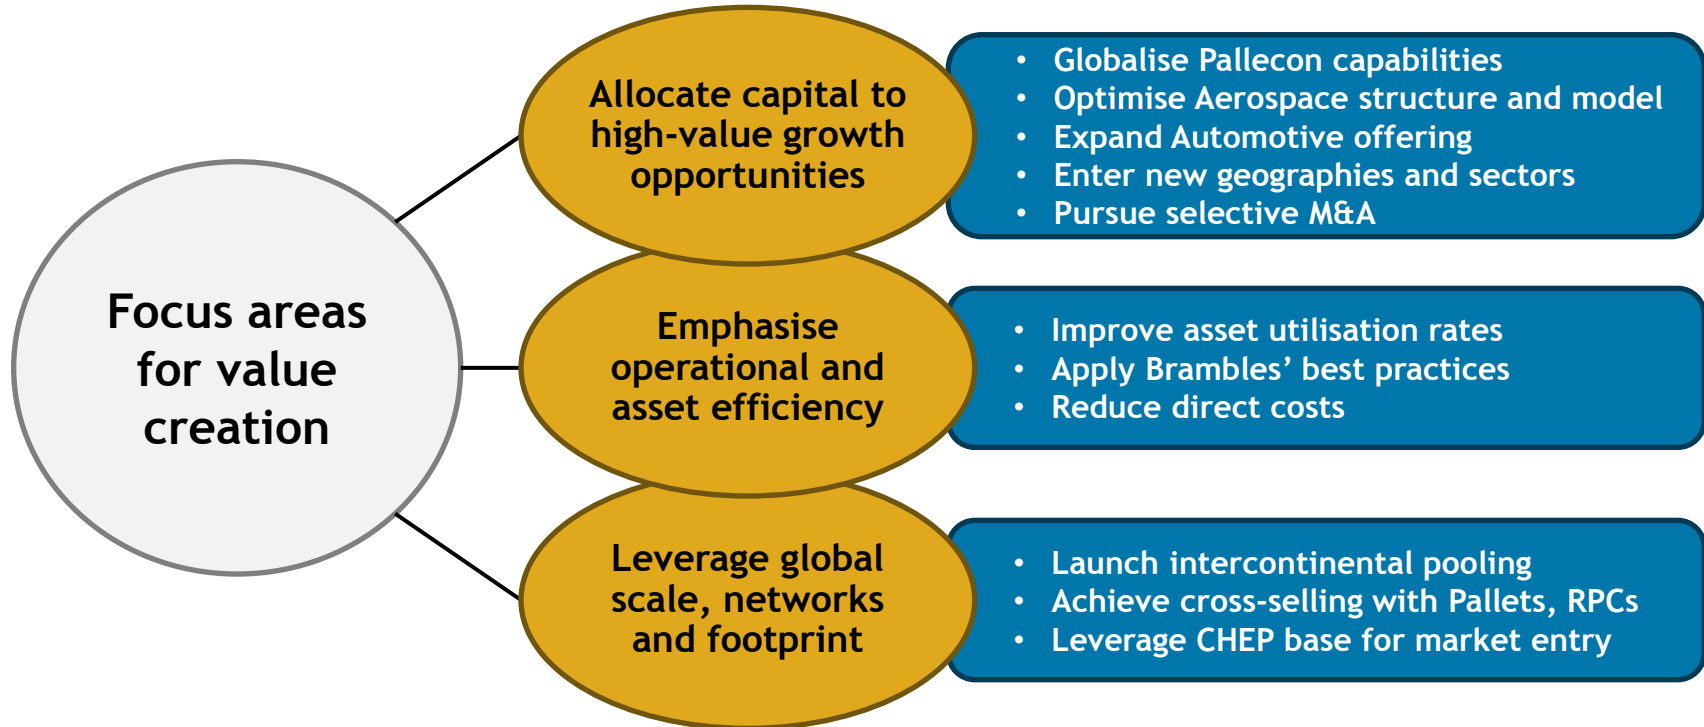 Focus areas
for value
creation
Allocate capital to
high-value growth
opportunities
• Globalise Pallecon capabilities
• Optimise Aerospace structure and model
• Expand Automotive offering
• Enter new geographies and sectors
• Pursue selective M&A
Emphasise
operational and
asset efficiency
• Improve asset utilisation rates
• Apply Brambles’ best practices
• Reduce direct costs
Leverage global
scale, networks
and footprint
• Launch intercontinental pooling
• Achieve cross-selling with Pallets, RPCs
• Leverage CHEP base for market entry